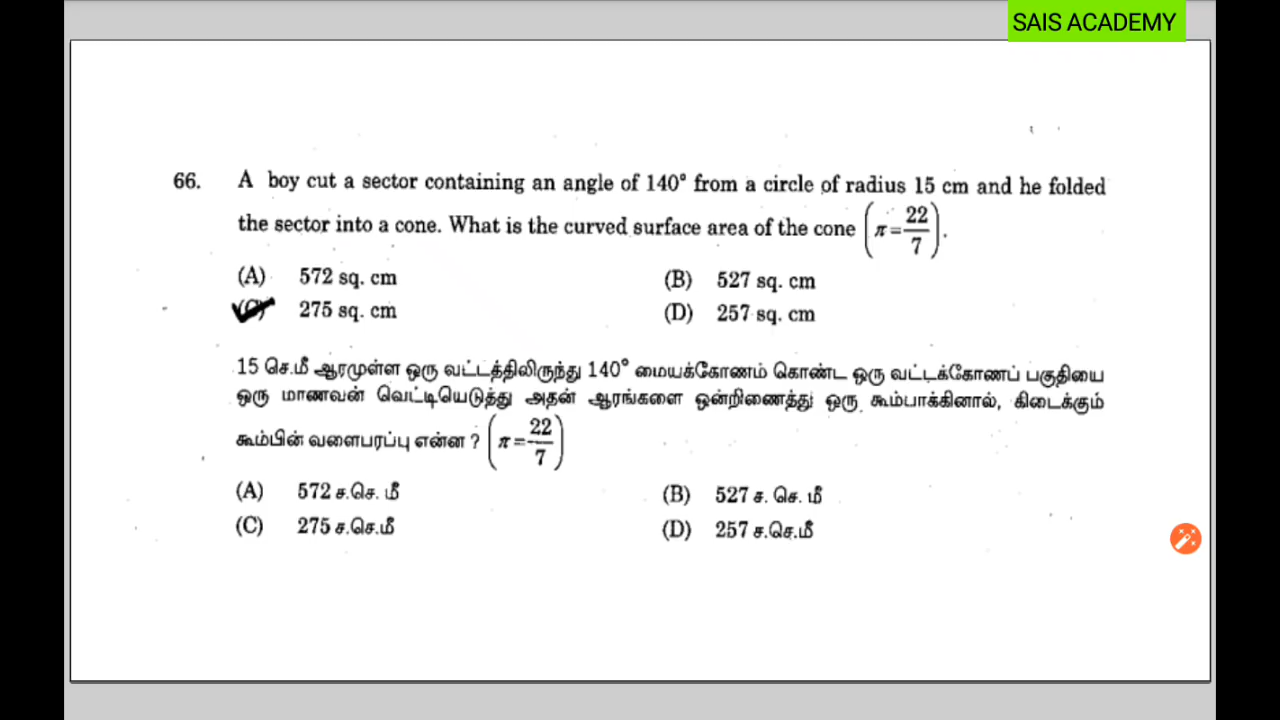 SAIS ACADEMY
66. A boy cut a sector containing an angle of 140° from a circle of radius 15 cm and he folded
the sector into a cone. What is the curved surface area of the cone (π = 22/7).
(A) 572 sq. cm (B) 527 sq. cm
(C) 275 sq. cm (D) 257 sq. cm
15 செ.மீ ஆரமுள்ள ஒரு வட்டத்திலிருந்து 140° மையக்கோணம் கொண்ட ஒரு வட்டக்கோணப் பகுதியை
ஒரு மாணவன் வெட்டியெடுத்து அதன் ஆரங்களை ஒன்றிணைத்து ஒரு கூம்பாக்கினால், கிடைக்கும்
கூம்பின் வளைபரப்பு என்ன ? (π = 22/7)
(A) 572 ச.செ. மீ (B) 527 ச. செ. மீ
(C) 275 ச.செ.மீ (D) 257 ச.செ.மீ